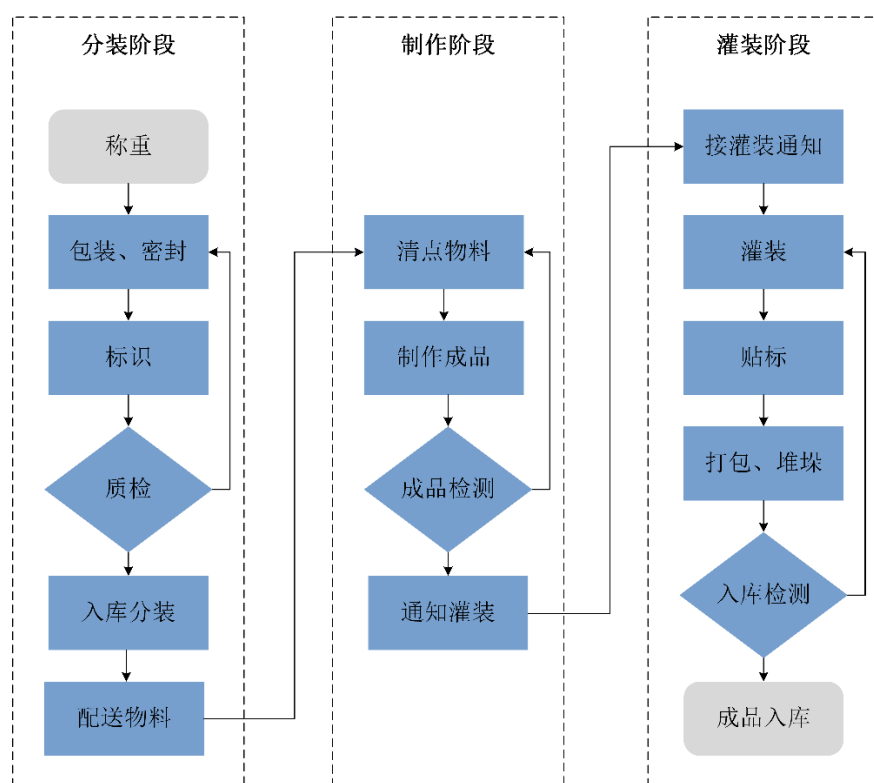 分装阶段
称重
包装、密封
标识
质检
入库分装
配送物料
制作阶段
清点物料
制作成品
成品检测
通知灌装
灌装阶段
接灌装通知
灌装
贴标
打包、堆垛
入库检测
成品入库